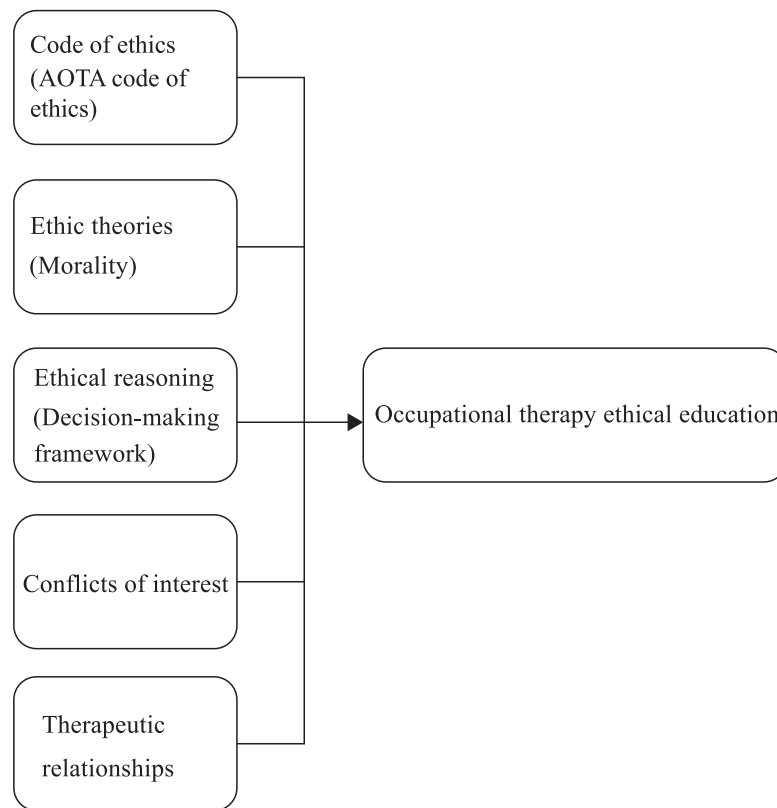 Code of ethics
(AOTA code of
ethics)
Ethic theories
(Morality)
Ethical reasoning
(Decision-making
framework)
Occupational therapy ethical education
Conflicts of interest
Therapeutic
relationships